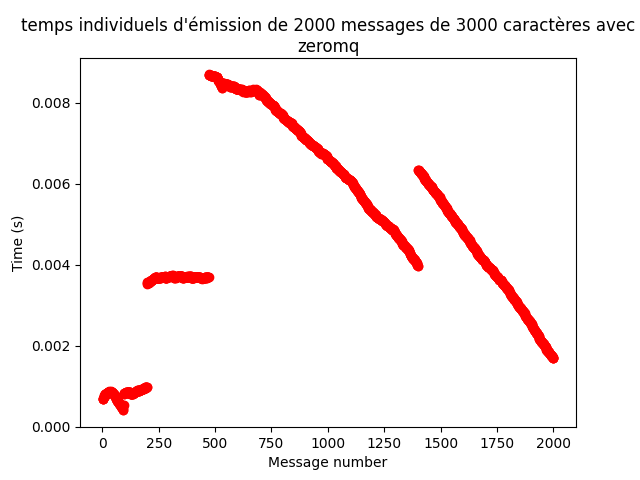 temps individuels d'émission de 2000 messages de 3000 caractères avec
zeromq
0.008
0.006
0.004
0.002
0.000
Time (s)
0 250 500 750 1000 1250 1500 1750 2000
Message number